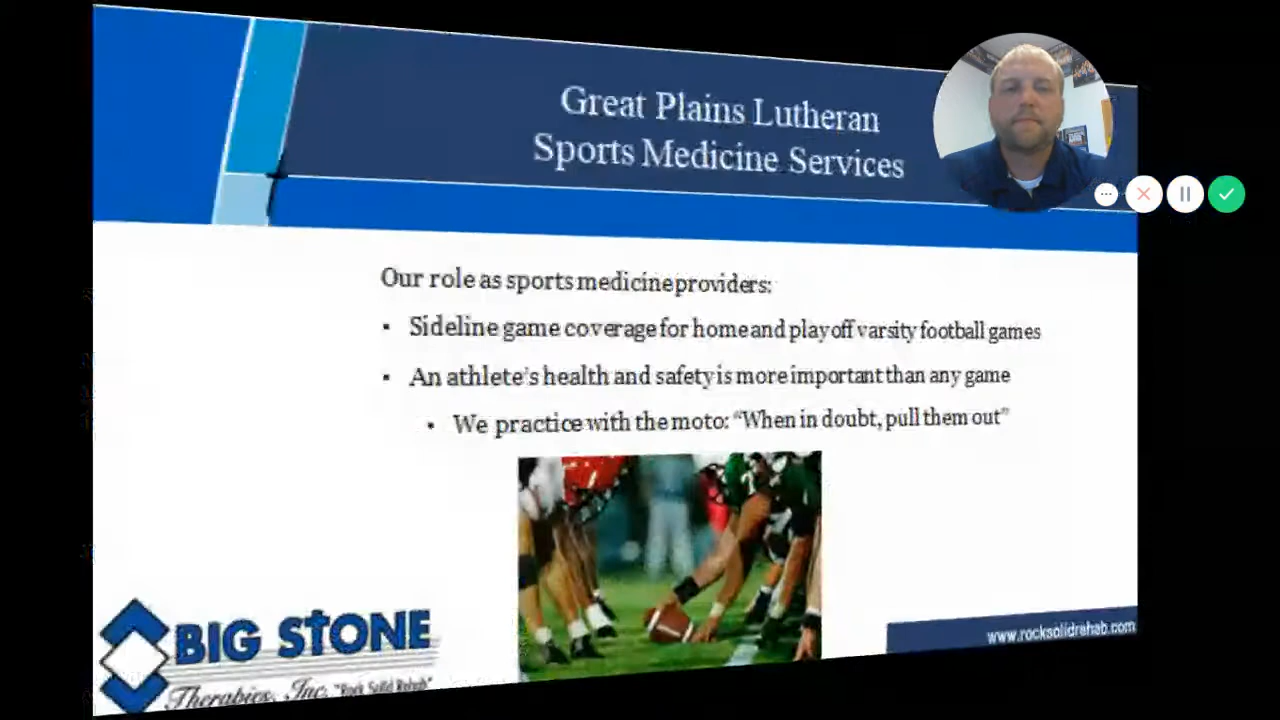 Great Plains Lutheran
Sports Medicine Services
Our role as sports medicine providers:
▪ Sideline game coverage for home and playoff varsity football games
▪ An athlete's health and safety is more important than any game
• We practice with the moto: “When in doubt, pull them out”
BIG STONE
Therapies, Inc. "Rock Solid Rehab"
www.rocksolidrehab.com